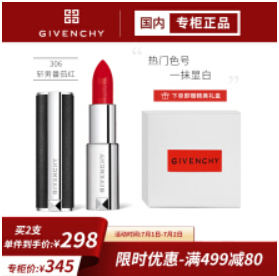 GIVENCHY
国内 专柜正品
306
热门色号
一抹显白
下单即赠精美礼盒
GIVENCHY
买2支
单件到手价: ¥298
活动时间:7月1日-7月2日
专柜价: ¥345
限时优惠-满499减80